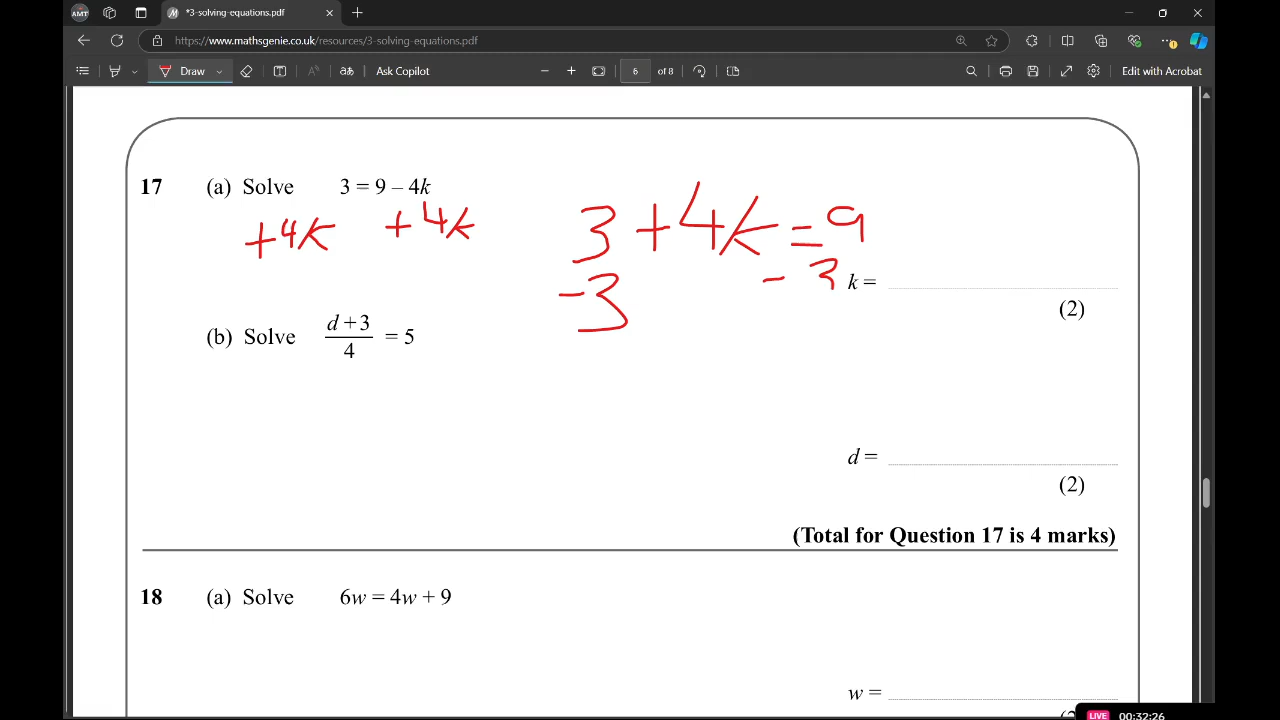 AMT
*3-solving-equations.pdf
https://www.mathsgenie.co.uk/resources/3-solving-equations.pdf
Draw
aあ
Ask Copilot
6 of 8
Edit with Acrobat
17 (a) Solve 3 = 9 – 4k
+4k +4k
3 + 4k = 9
-3 - 3
k =
(2)
(b) Solve d + 3 / 4 = 5
d =
(2)
(Total for Question 17 is 4 marks)
18 (a) Solve 6w = 4w + 9
w =
LIVE 00:32:26